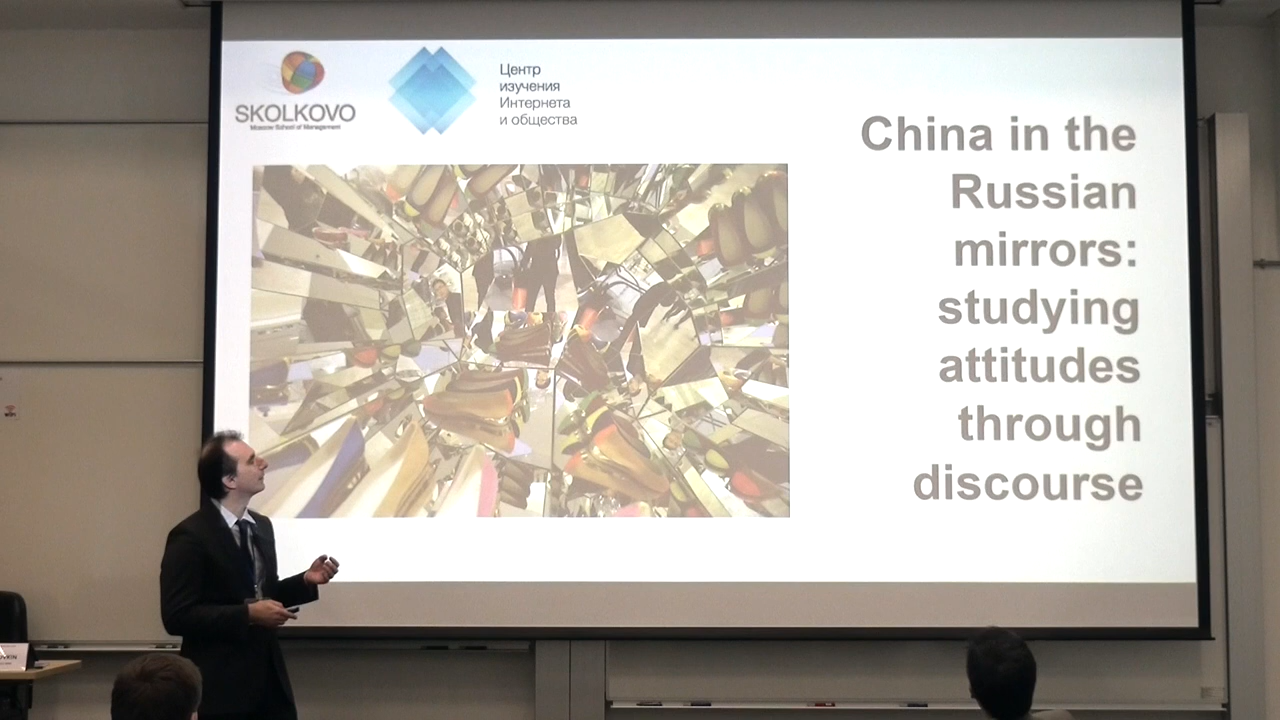 SKOLKOVO
Moscow School of Management
Центр
изучения
Интернета
и общества
China in the
Russian
mirrors:
studying
attitudes
through
discourse